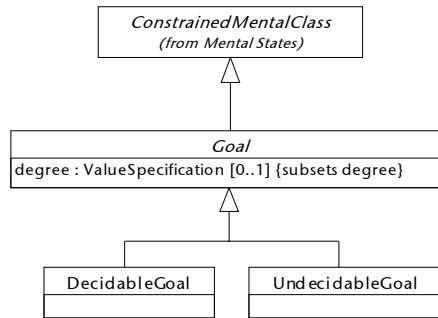 ConstrainedMentalClass
(from Mental States)
Goal
degree : ValueSpecification [0..1] {subsets degree}
DecidableGoal
UndecidableGoal